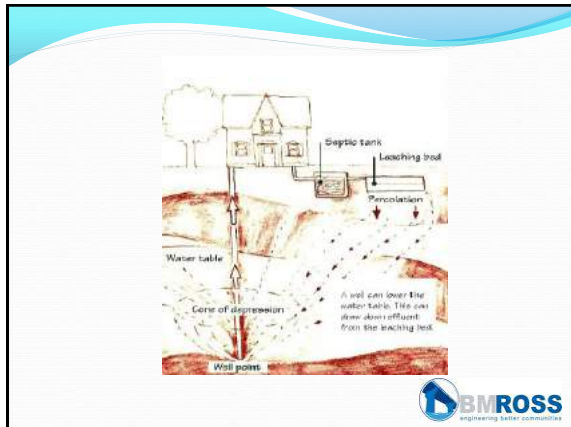 Septic tank
Leaching bed
Percolation
Water table
A well can lower the
water table. This can
draw down effluent
from the leaching bed.
Cone of depression
Well point
BMROSS
engineering better communities